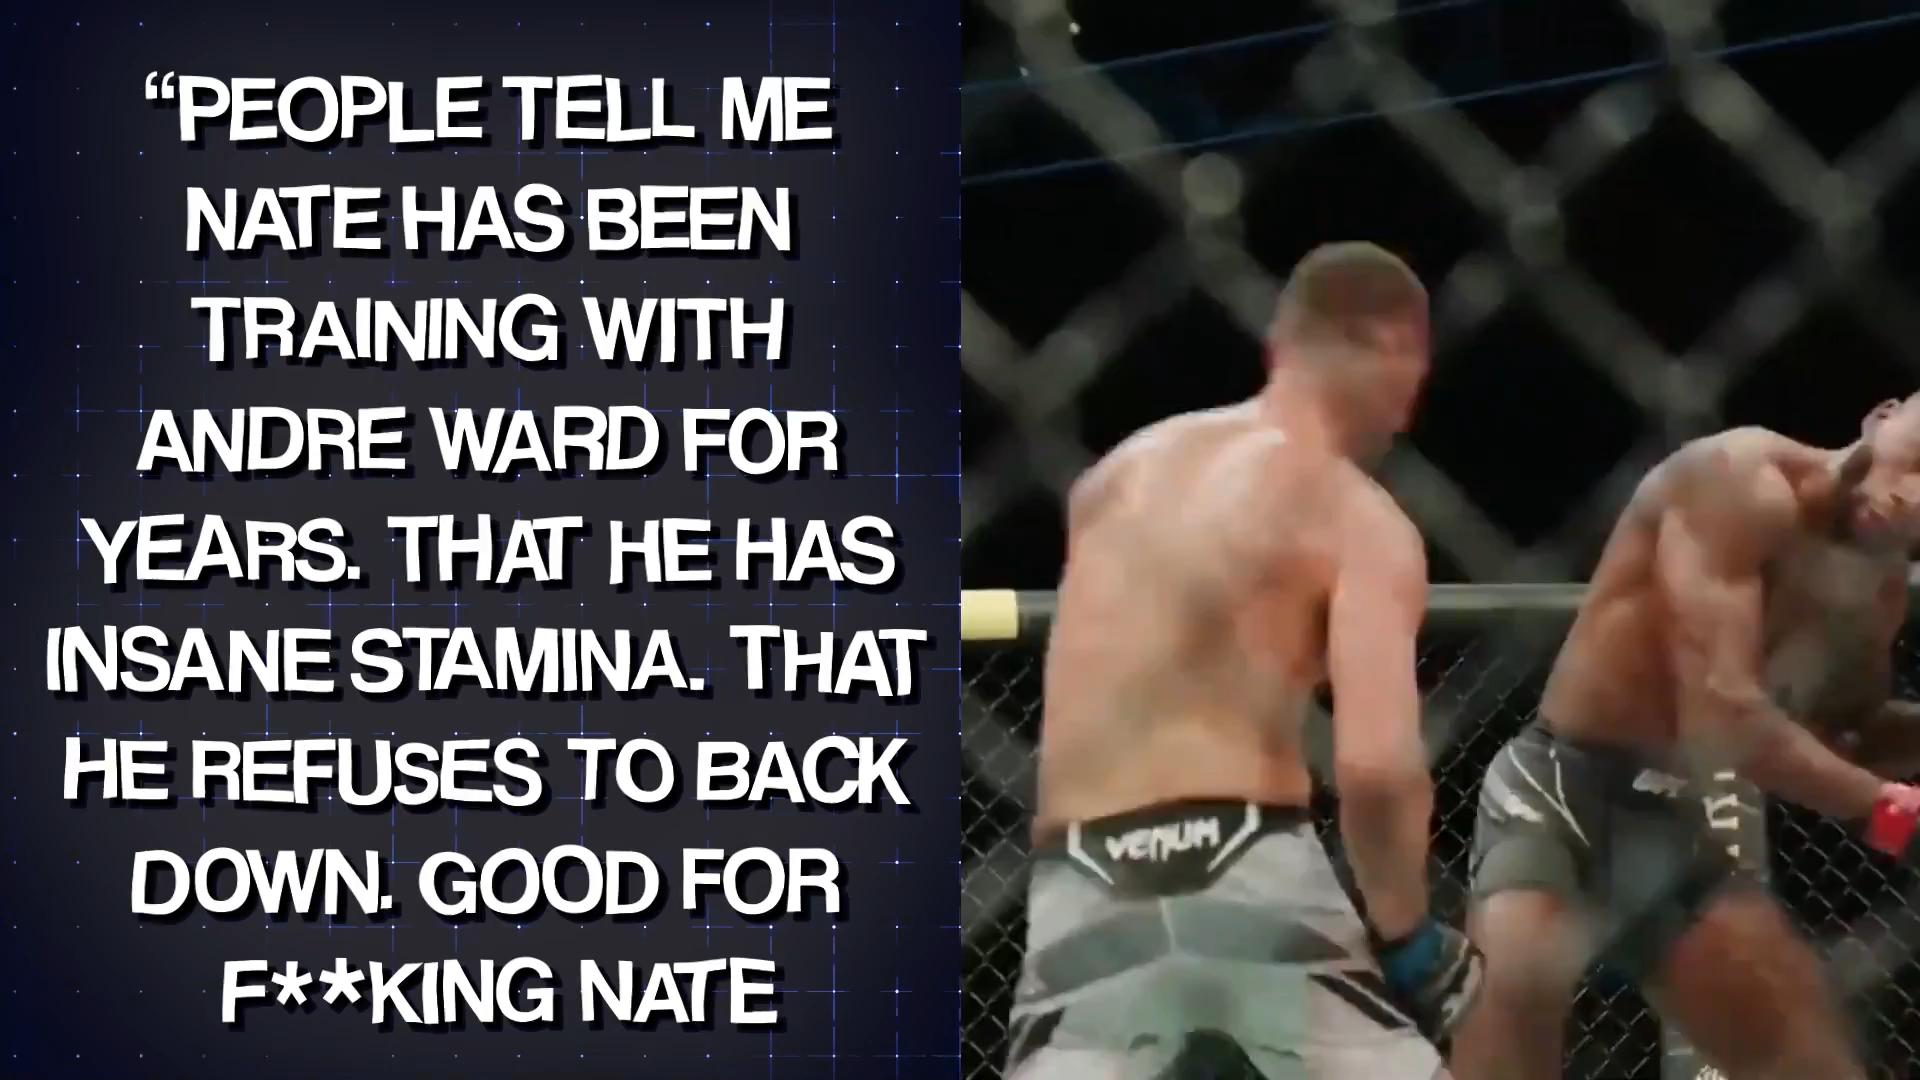 “PEOPLE TELL ME
NATE HAS BEEN
TRAINING WITH
ANDRE WARD FOR
YEARS. THAT HE HAS
INSANE STAMINA. THAT
HE REFUSES TO BACK
DOWN. GOOD FOR
F**KING NATE
VENUM